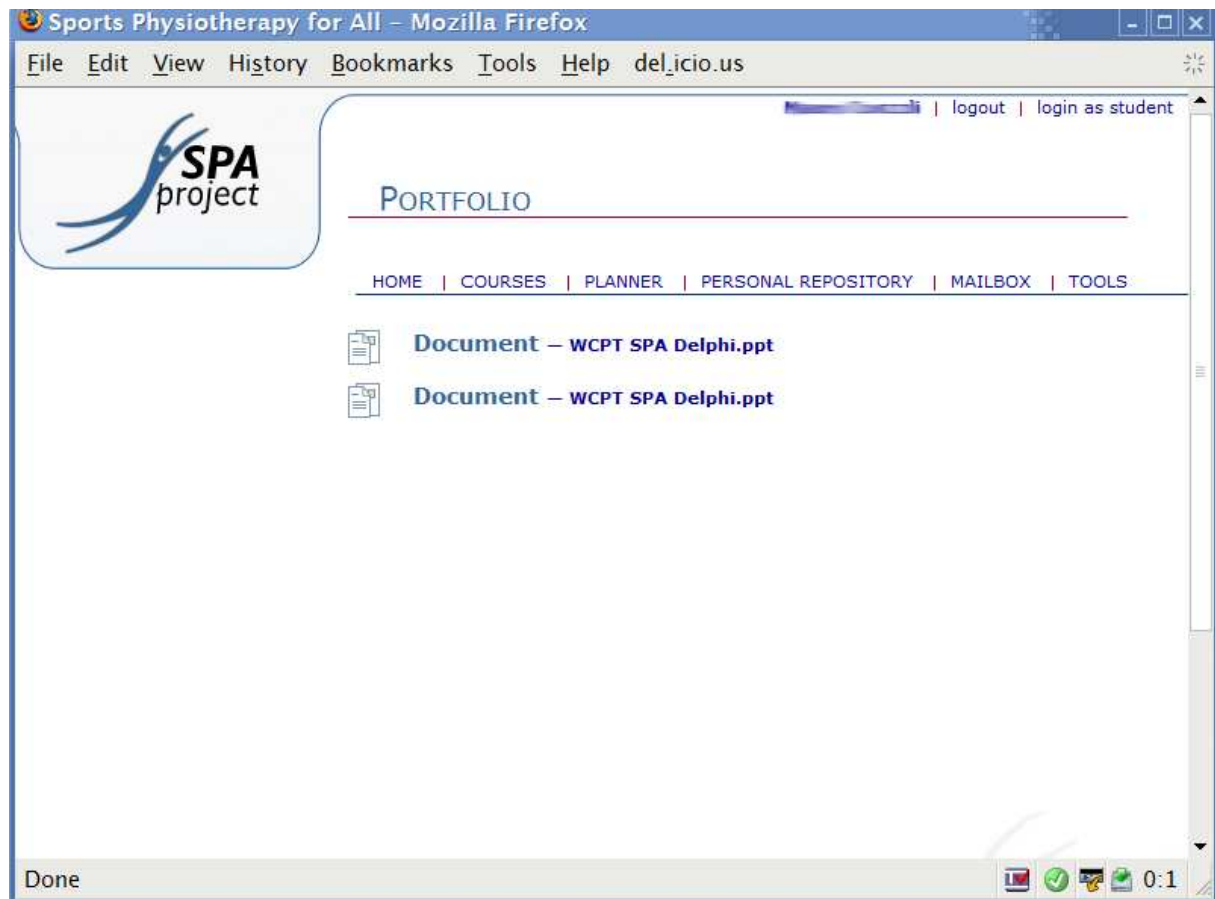 Sports Physiotherapy for All – Mozilla Firefox
File Edit View History Bookmarks Tools Help del_icio.us
| logout | login as student
SPA
project
PORTFOLIO
HOME | COURSES | PLANNER | PERSONAL REPOSITORY | MAILBOX | TOOLS
Document – WCPT SPA Delphi.ppt
Document – WCPT SPA Delphi.ppt
Done
0:1